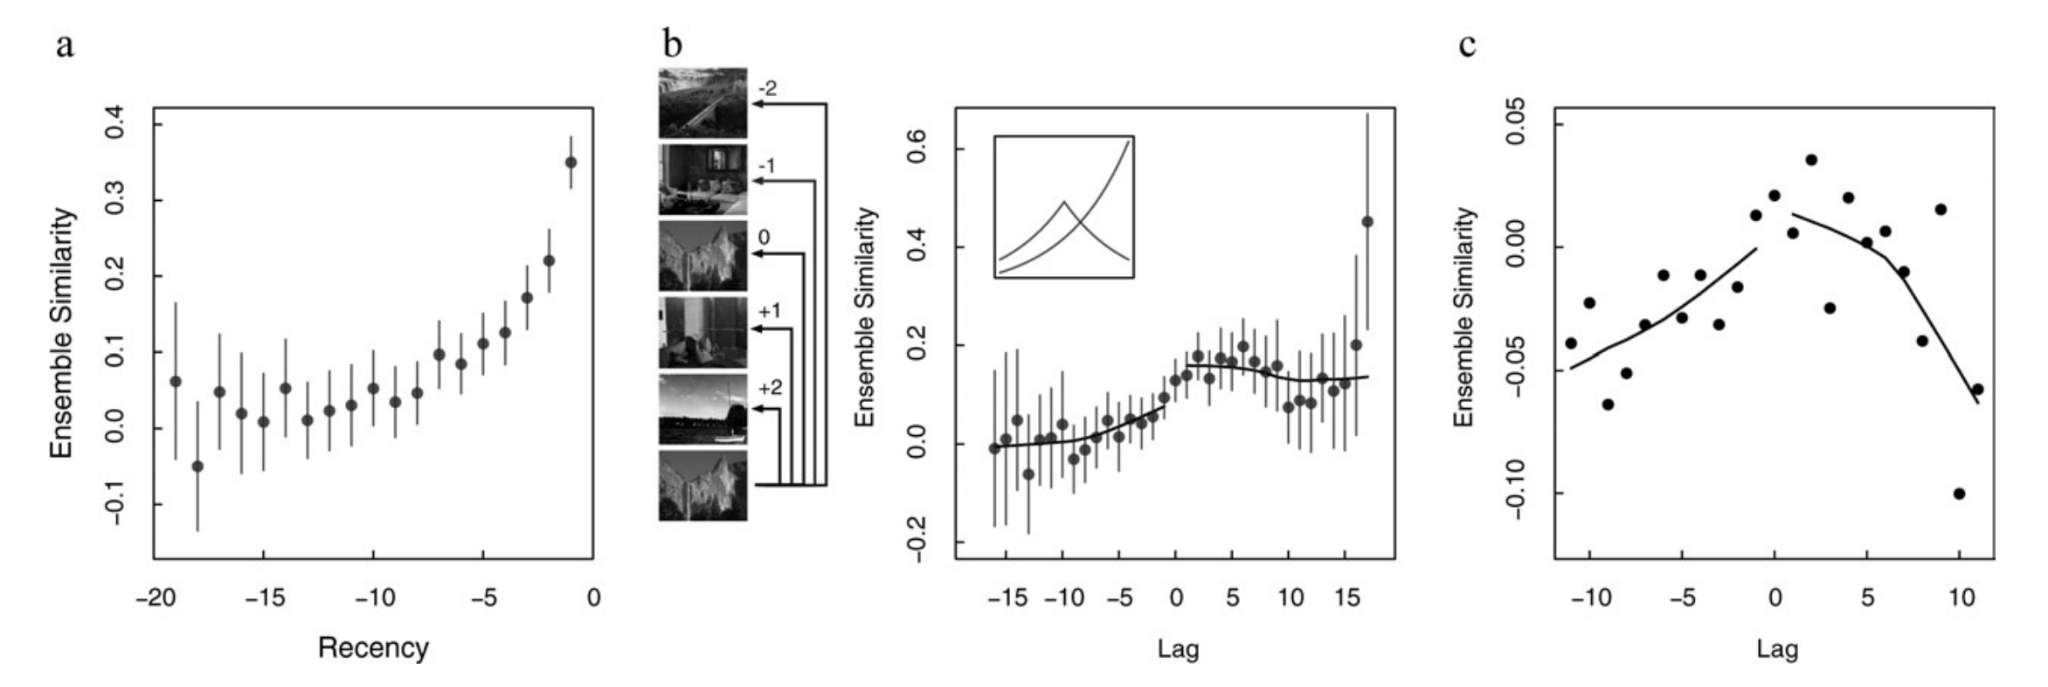 a
Ensemble Similarity
0.4
0.3
0.2
0.1
0.0
−0.1
−20 −15 −10 −5 0
Recency
b
-2
-1
0
+1
+2
Ensemble Similarity
0.6
0.4
0.2
0.0
−0.2
−15 −10 −5 0 5 10 15
Lag
c
Ensemble Similarity
0.05
0.00
−0.05
−0.10
−10 −5 0 5 10
Lag